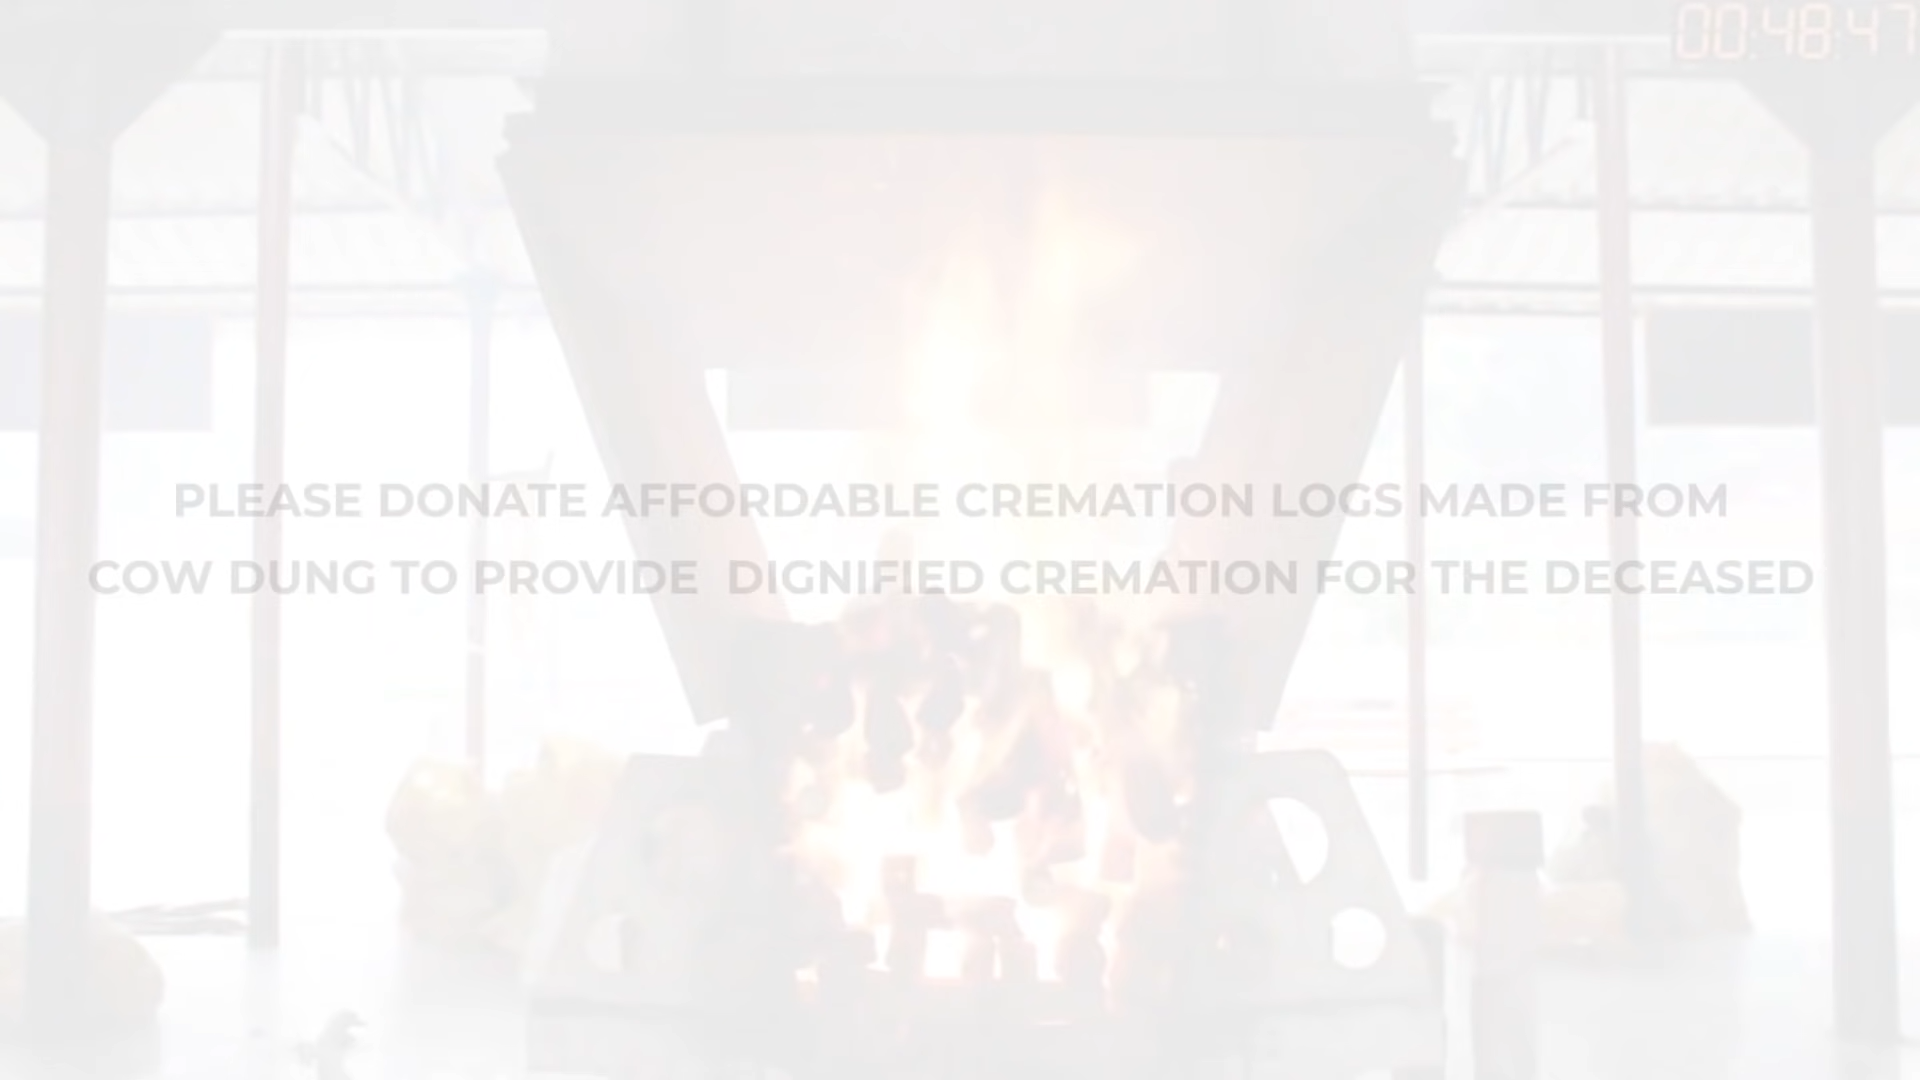 00:48:47
PLEASE DONATE AFFORDABLE CREMATION LOGS MADE FROM
COW DUNG TO PROVIDE DIGNIFIED CREMATION FOR THE DECEASED